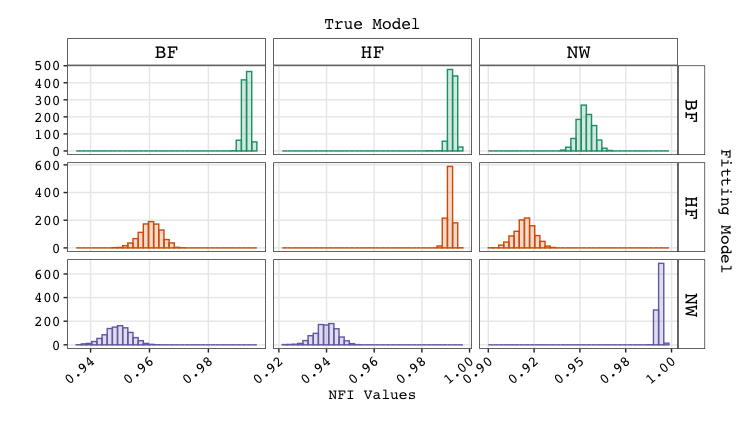 True Model
BF HF NW
500
400
300
200
100
0
BF
600
400
200
0
HF
600
400
200
0
NW
Fitting Model
0.94 0.96 0.98 0.92 0.94 0.96 0.98 1.00 0.90 0.92 0.95 0.98 1.00
NFI Values